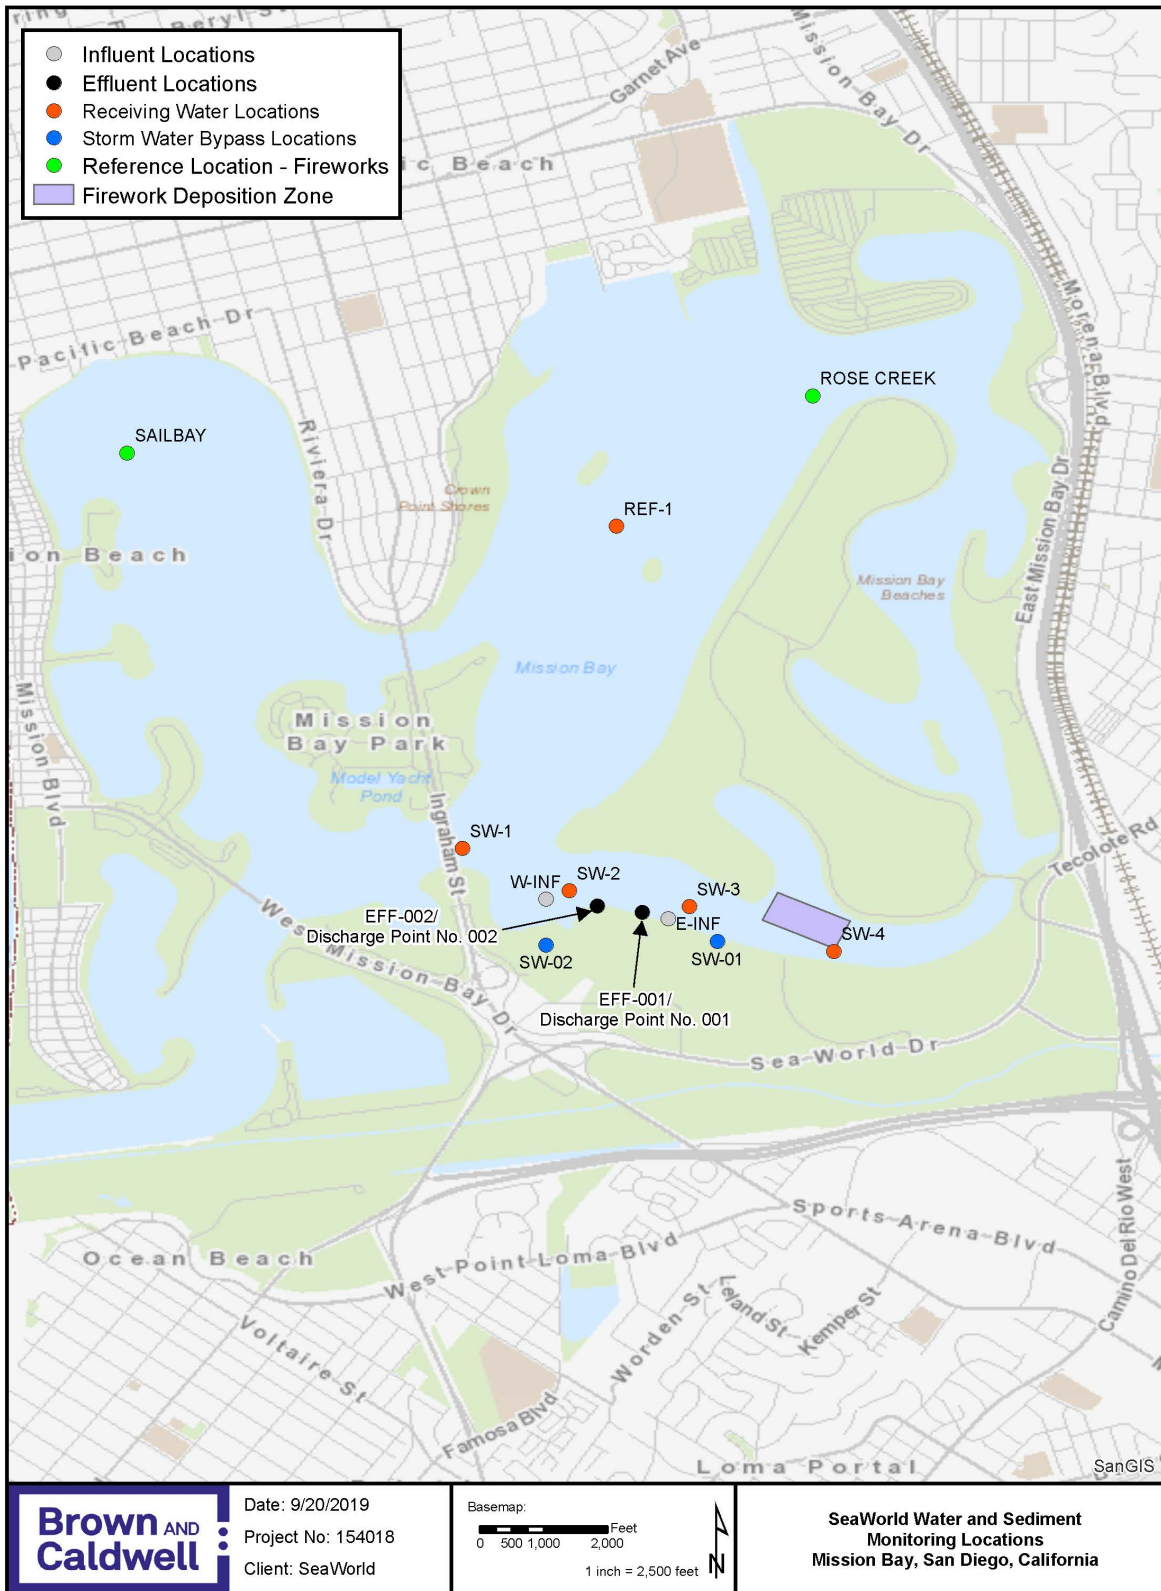 Influent Locations
Effluent Locations
Receiving Water Locations
Storm Water Bypass Locations
Reference Location - Fireworks
Firework Deposition Zone
Beryl St
Garnet Ave
Mission Bay Dr
ic Beach
Pacific Beach Dr
Morena Blvd
ROSE CREEK
SAILBAY
Riviera Dr
Crown
Point Shores
REF-1
East Mission Bay Dr
ion Beach
Mission Bay
Beaches
Mission Bay
Mission Blvd
Mission
Bay Park
Model Yacht
Pond
Ingraham St
SW-1
Tecolote Rd
W-INF
SW-2
SW-3
EFF-002/
Discharge Point No. 002
E-INF
SW-4
West Mission Bay Dr
SW-02
SW-01
EFF-001/
Discharge Point No. 001
Sea World Dr
Sports Arena Blvd
Camino Del Rio West
Ocean Beach
West Point Loma Blvd
Worden St
Leland St
Kemper St
Voltaire St
Famosa Blvd
Loma Portal
SanGIS
Brown AND
Caldwell
Date: 9/20/2019
Project No: 154018
Client: SeaWorld
Basemap:
Feet
0 500 1,000 2,000
1 inch = 2,500 feet
N
SeaWorld Water and Sediment
Monitoring Locations
Mission Bay, San Diego, California